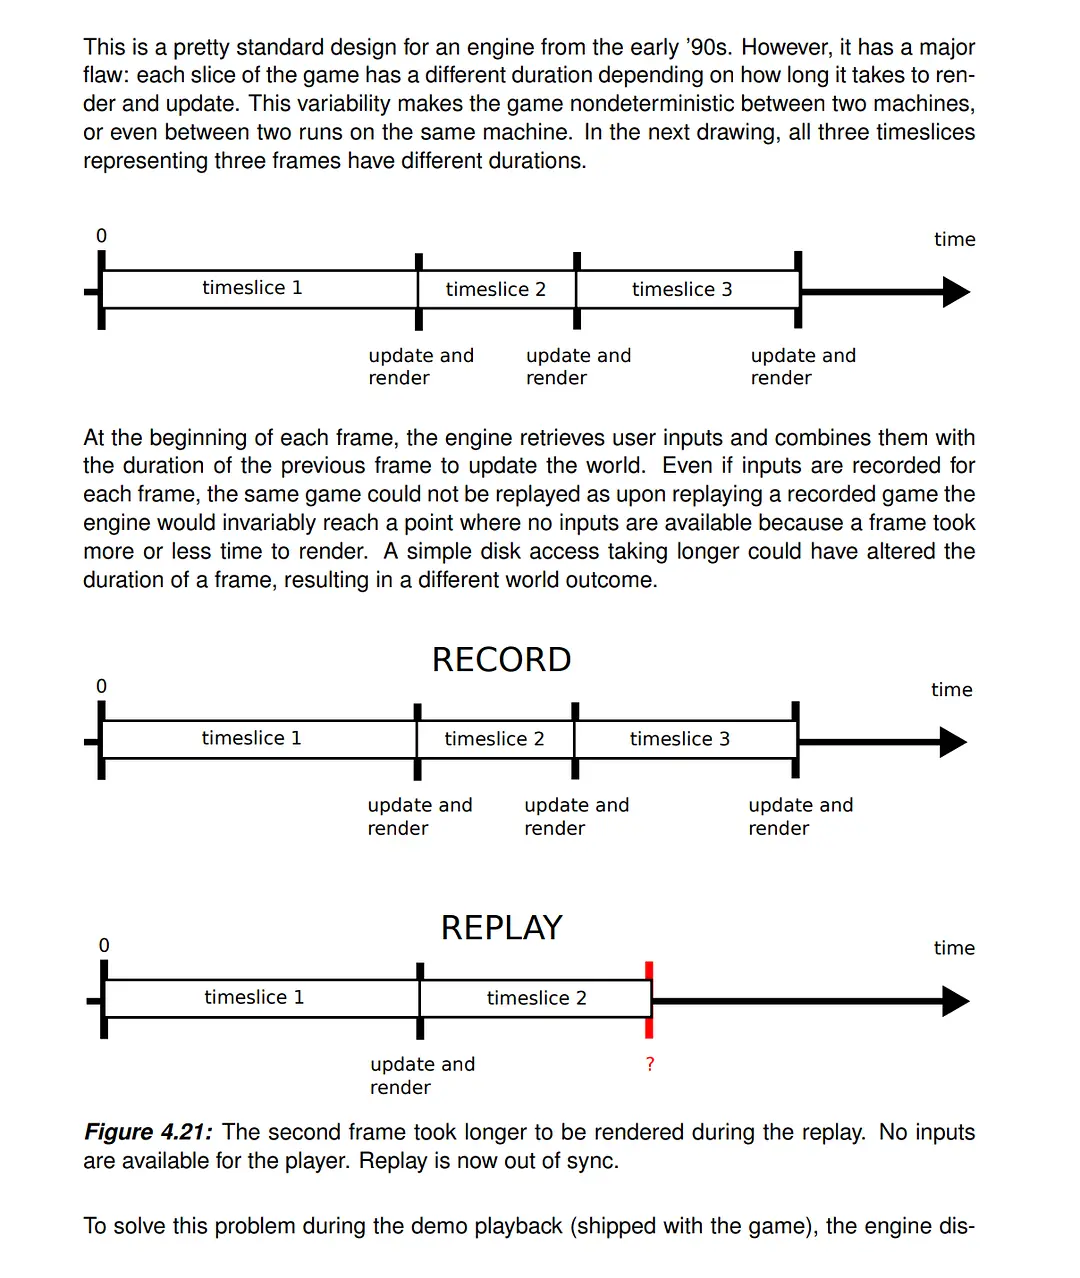 This is a pretty standard design for an engine from the early ’90s. However, it has a major
flaw: each slice of the game has a different duration depending on how long it takes to ren-
der and update. This variability makes the game nondeterministic between two machines,
or even between two runs on the same machine. In the next drawing, all three timeslices
representing three frames have different durations.
0
time
timeslice 1
timeslice 2
timeslice 3
update and
render
update and
render
update and
render
At the beginning of each frame, the engine retrieves user inputs and combines them with
the duration of the previous frame to update the world. Even if inputs are recorded for
each frame, the same game could not be replayed as upon replaying a recorded game the
engine would invariably reach a point where no inputs are available because a frame took
more or less time to render. A simple disk access taking longer could have altered the
duration of a frame, resulting in a different world outcome.
RECORD
0
time
timeslice 1
timeslice 2
timeslice 3
update and
render
update and
render
update and
render
REPLAY
0
time
timeslice 1
timeslice 2
update and
render
?
Figure 4.21: The second frame took longer to be rendered during the replay. No inputs
are available for the player. Replay is now out of sync.
To solve this problem during the demo playback (shipped with the game), the engine dis-